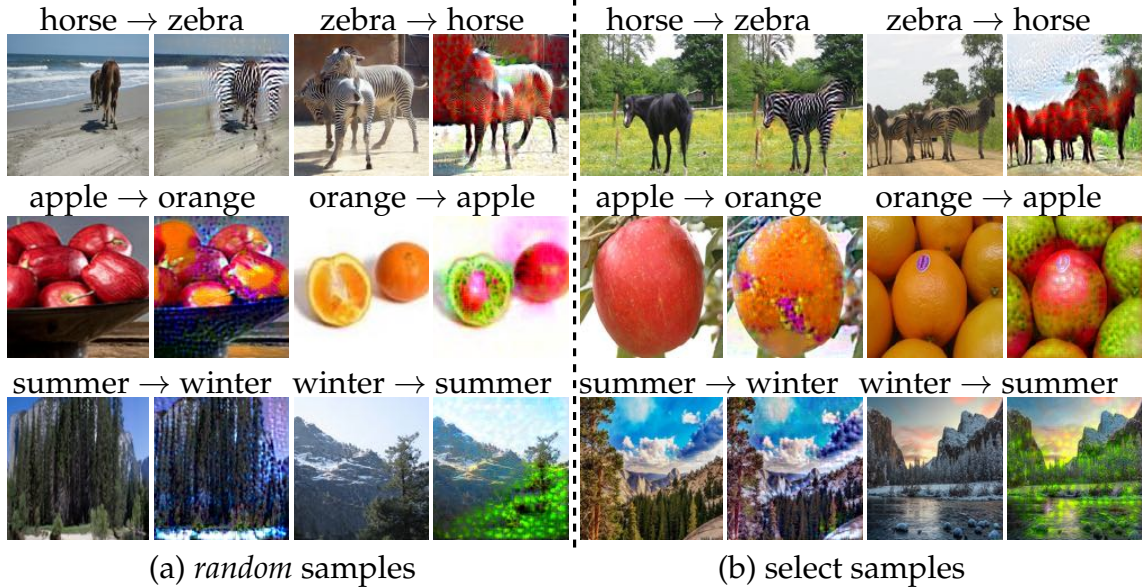 horse → zebra zebra → horse horse → zebra zebra → horse
apple → orange orange → apple apple → orange orange → apple
summer → winter winter → summer summer → winter winter → summer
(a) random samples (b) select samples